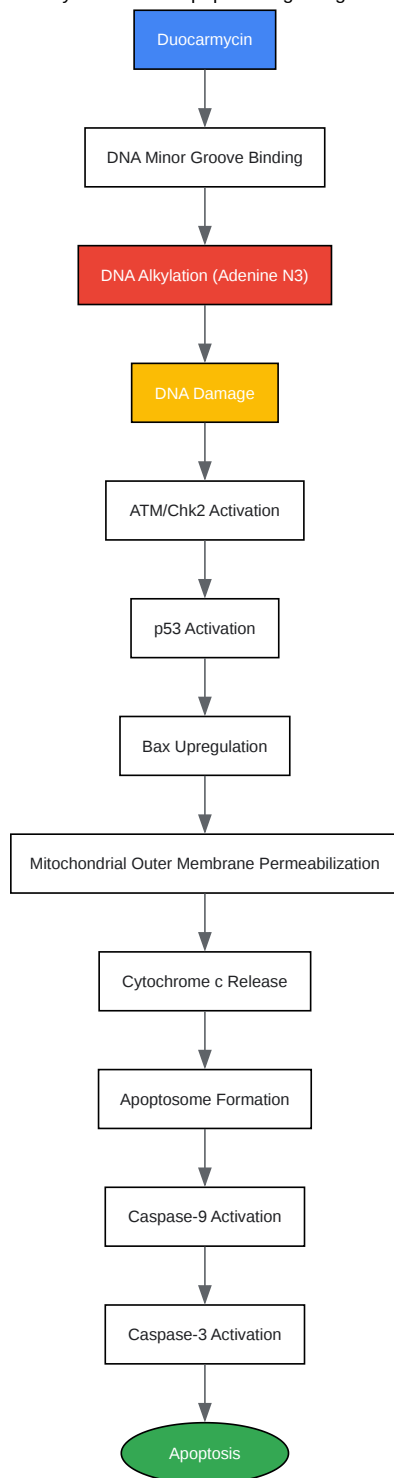 Duocarmycin
DNA Minor Groove Binding
DNA Alkylation (Adenine N3)
DNA Damage
ATM/Chk2 Activation
p53 Activation
Bax Upregulation
Mitochondrial Outer Membrane Permeabilization
Cytochrome c Release
Apoptosome Formation
Caspase-9 Activation
Caspase-3 Activation
Apoptosis